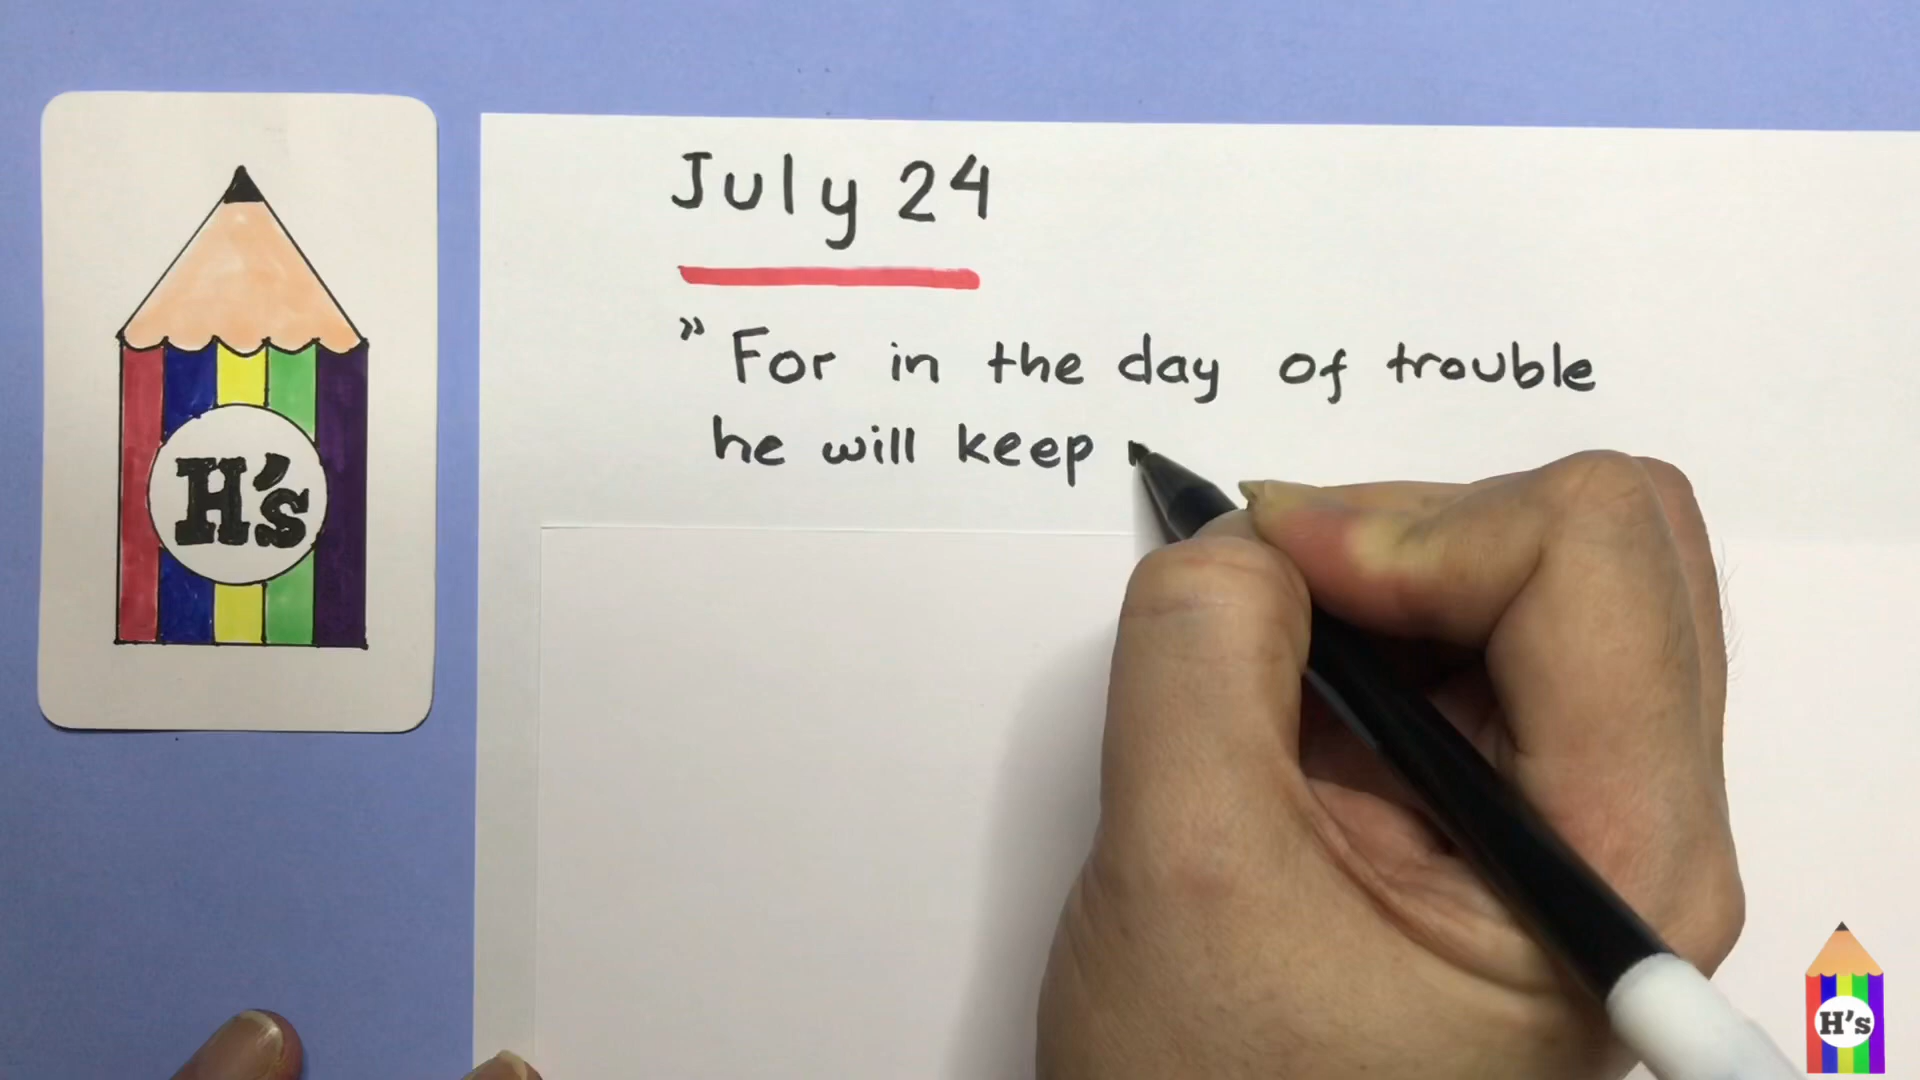 July 24
” For in the day of trouble
he will keep
H's
H's